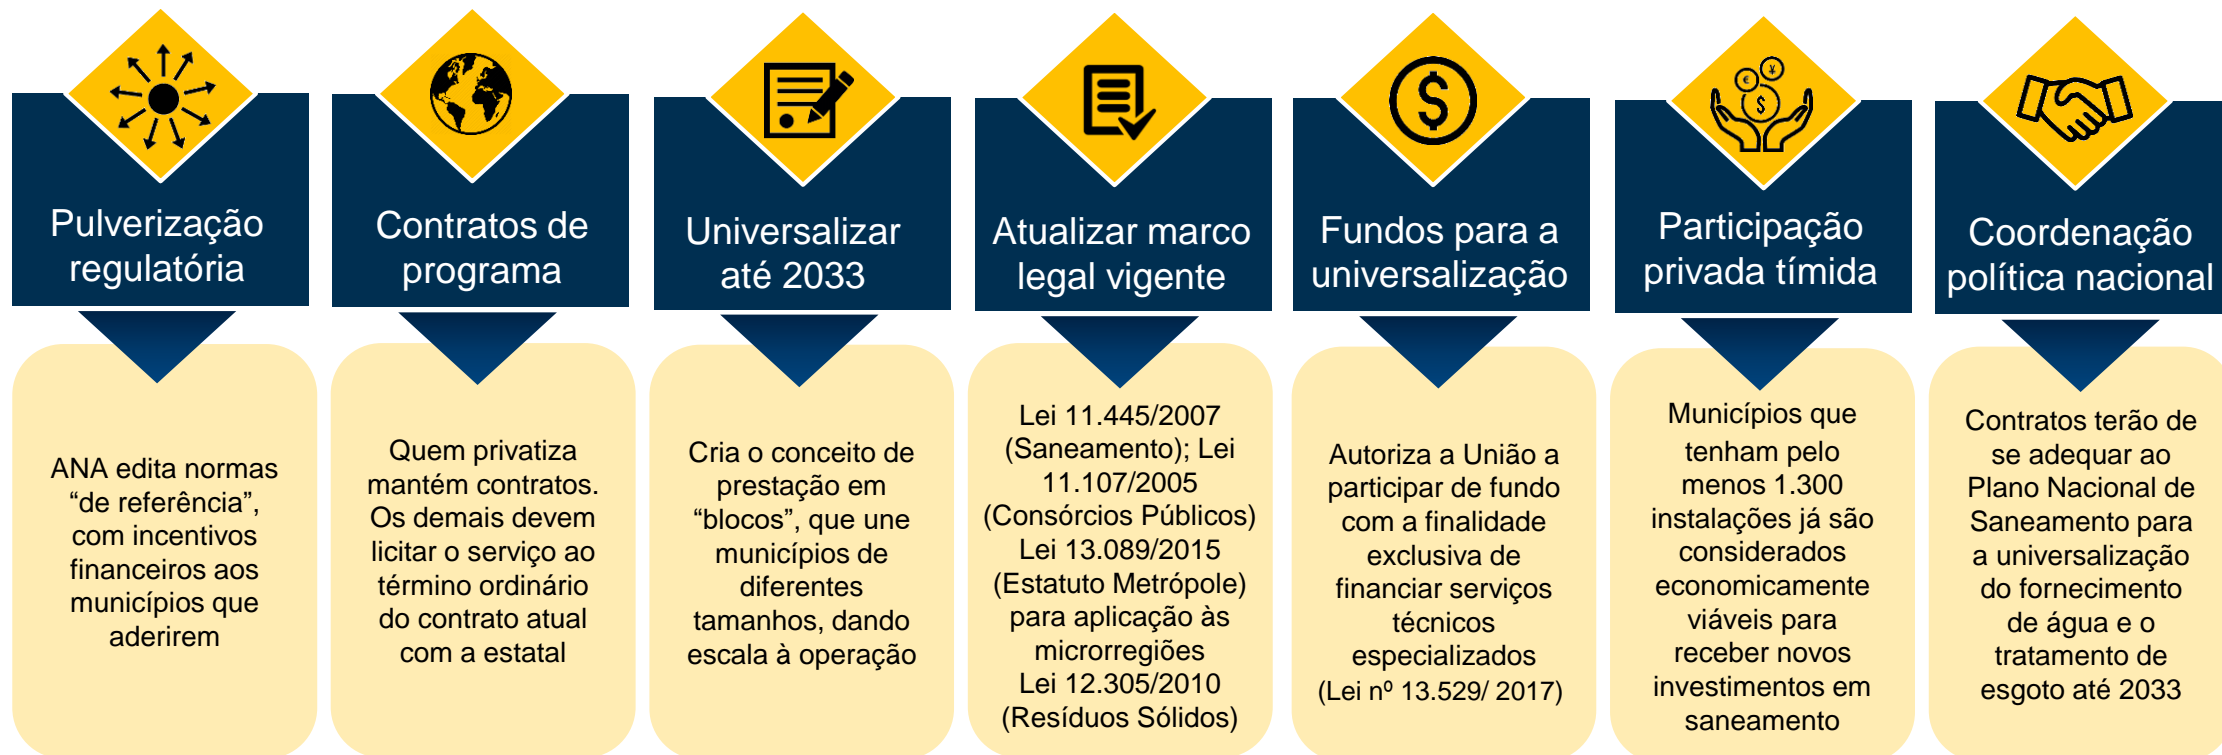 Pulverização
regulatória
ANA edita normas
“de referência”,
com incentivos
financeiros aos
municípios que
aderirem
Contratos de
programa
Quem privatiza
mantém contratos.
Os demais devem
licitar o serviço ao
término ordinário
do contrato atual
com a estatal
Universalizar
até 2033
Cria o conceito de
prestação em
“blocos”, que une
municípios de
diferentes
tamanhos, dando
escala à operação
Atualizar marco
legal vigente
Lei 11.445/2007
(Saneamento); Lei
11.107/2005
(Consórcios Públicos)
Lei 13.089/2015
(Estatuto Metrópole)
para aplicação às
microrregiões
Lei 12.305/2010
(Resíduos Sólidos)
$
Fundos para a
universalização
Autoriza a União a
participar de fundo
com a finalidade
exclusiva de
financiar serviços
técnicos
especializados
(Lei nº 13.529/ 2017)
€ ¥
$
Participação
privada tímida
Municípios que
tenham pelo
menos 1.300
instalações já são
considerados
economicamente
viáveis para
receber novos
investimentos em
saneamento
Coordenação
política nacional
Contratos terão de
se adequar ao
Plano Nacional de
Saneamento para
a universalização
do fornecimento
de água e o
tratamento de
esgoto até 2033